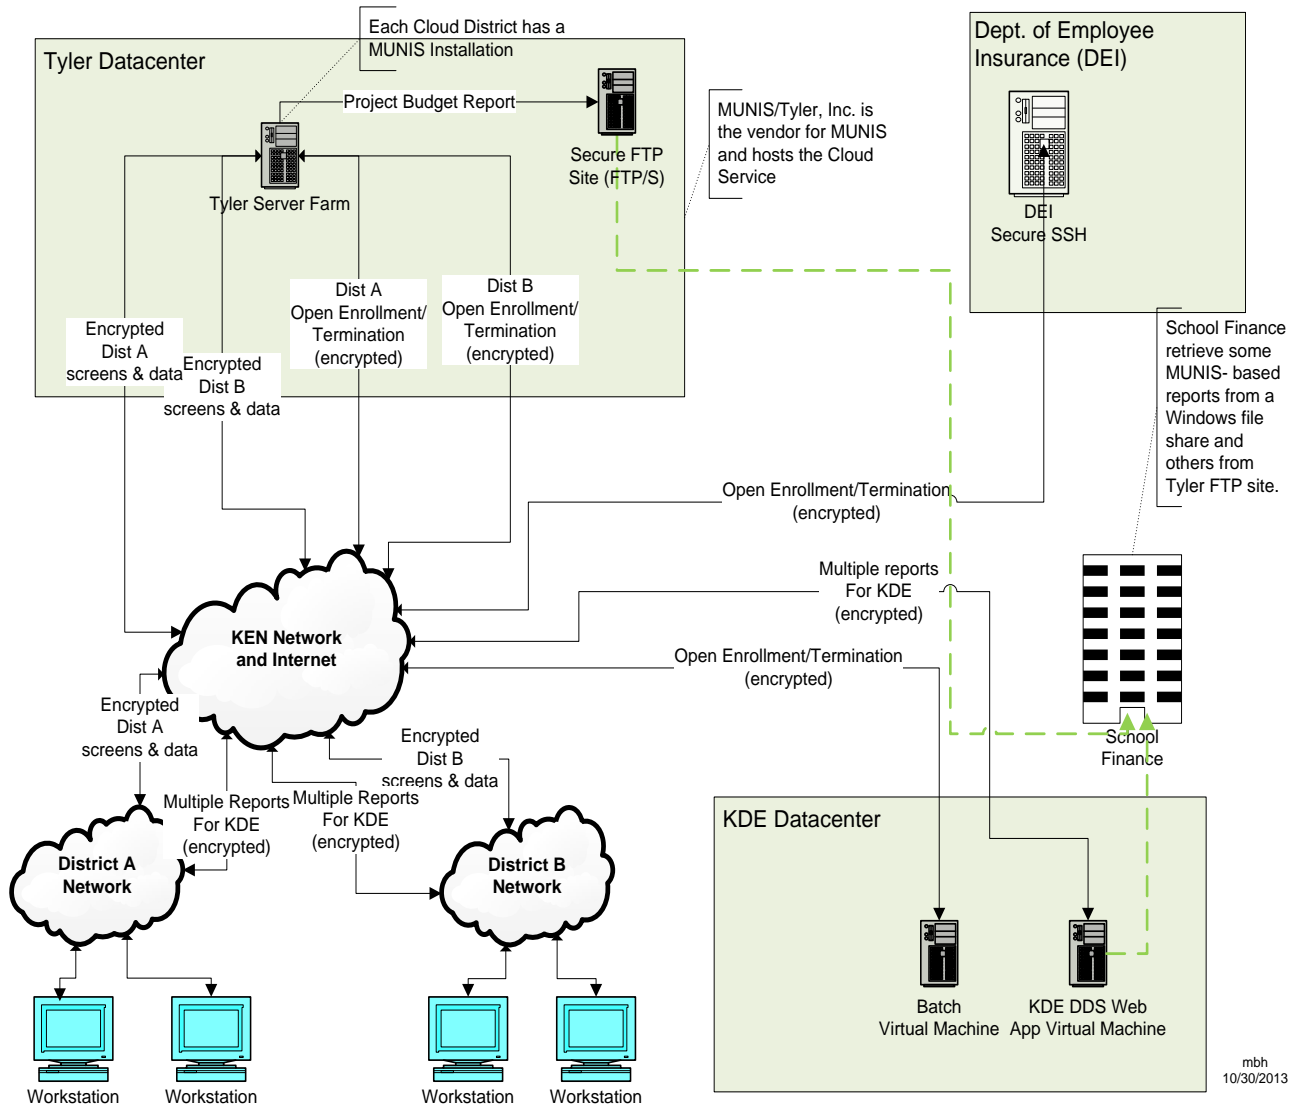 Each Cloud District has a
MUNIS Installation
Tyler Datacenter
Project Budget Report
Secure FTP
Site (FTP/S)
Tyler Server Farm
MUNIS/Tyler, Inc. is
the vendor for MUNIS
and hosts the Cloud
Service
Dept. of Employee
Insurance (DEI)
DEI
Secure SSH
Encrypted
Dist A
screens & data
Encrypted
Dist B
screens & data
Dist A
Open Enrollment/
Termination
(encrypted)
Dist B
Open Enrollment/
Termination
(encrypted)
School Finance
retrieve some
MUNIS- based
reports from a
Windows file
share and
others from
Tyler FTP site.
Open Enrollment/Termination
(encrypted)
Multiple reports
For KDE
(encrypted)
Open Enrollment/Termination
(encrypted)
KEN Network
and Internet
School
Finance
Encrypted
Dist A
screens & data
Encrypted
Dist B
screens & data
Multiple Reports
For KDE
(encrypted)
Multiple Reports
For KDE
(encrypted)
District A
Network
District B
Network
KDE Datacenter
Batch
Virtual Machine
KDE DDS Web
App Virtual Machine
Workstation
Workstation
Workstation
Workstation
mbh
10/30/2013